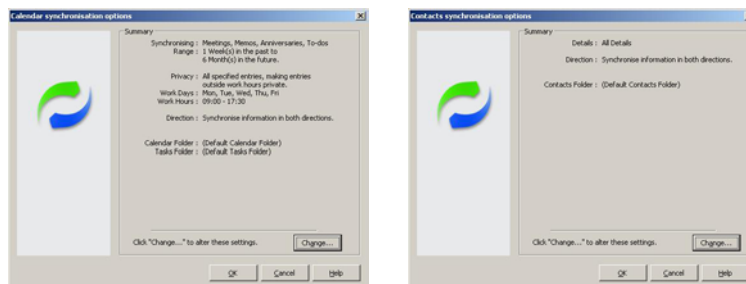 Calendar synchronisation options
Summary
Synchronising : Meetings, Memos, Anniversaries, To-dos
Range : 1 Week(s) in the past to
6 Month(s) in the future.
Privacy : All specified entries, making entries
outside work hours private.
Work Days : Mon, Tue, Wed, Thu, Fri
Work Hours : 09:00 - 17:30
Direction : Synchronise information in both directions.
Calendar Folder : (Default Calendar Folder)
Tasks Folder : (Default Tasks Folder)
Click "Change..." to alter these settings.
Change...
OK Cancel Help
Contacts synchronisation options
Summary
Details : All Details
Direction : Synchronise information in both directions.
Contacts Folder : (Default Contacts Folder)
Click "Change..." to alter these settings.
Change...
OK Cancel Help